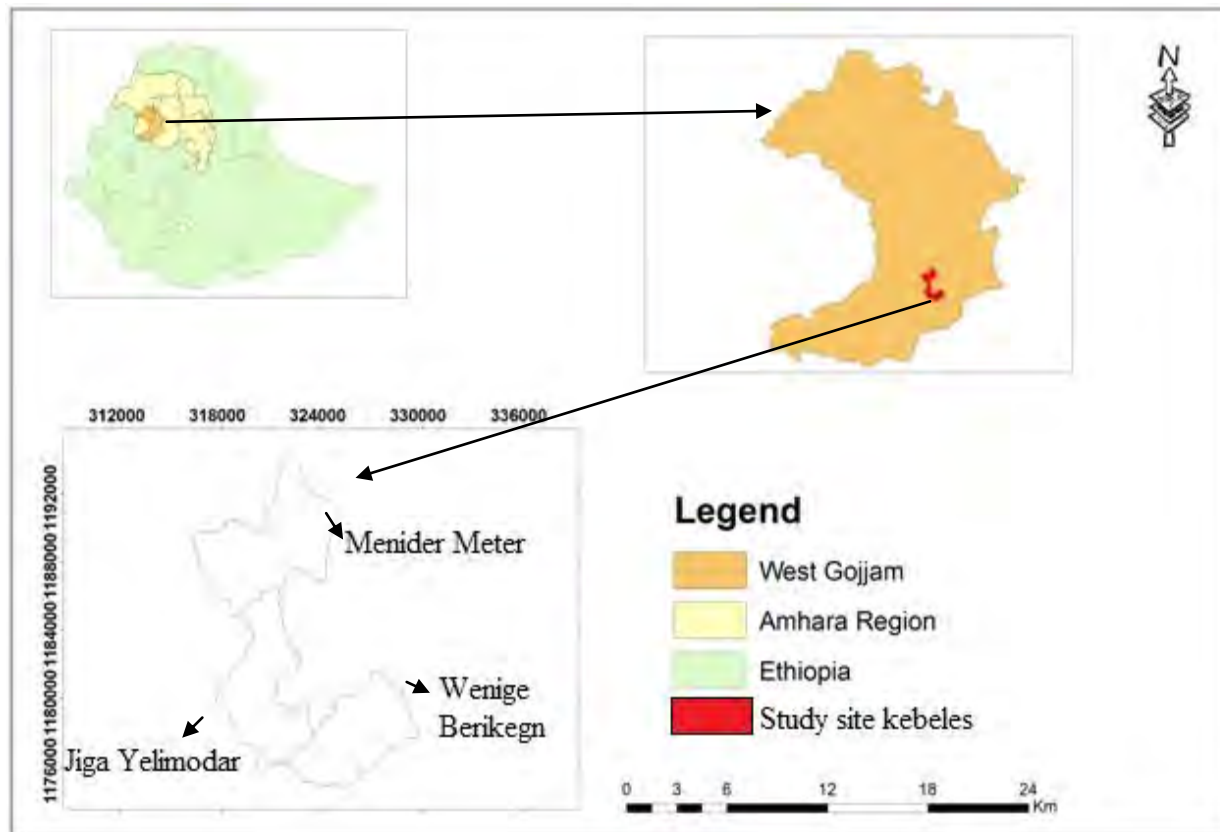 N
312000 318000 324000 330000 336000
1192000
1188000
1184000
1180000
1176000
Menider Meter
Wenige
Berikegn
Jiga Yelimodar
Legend
West Gojjam
Amhara Region
Ethiopia
Study site kebeles
0 3 6 12 18 24
Km